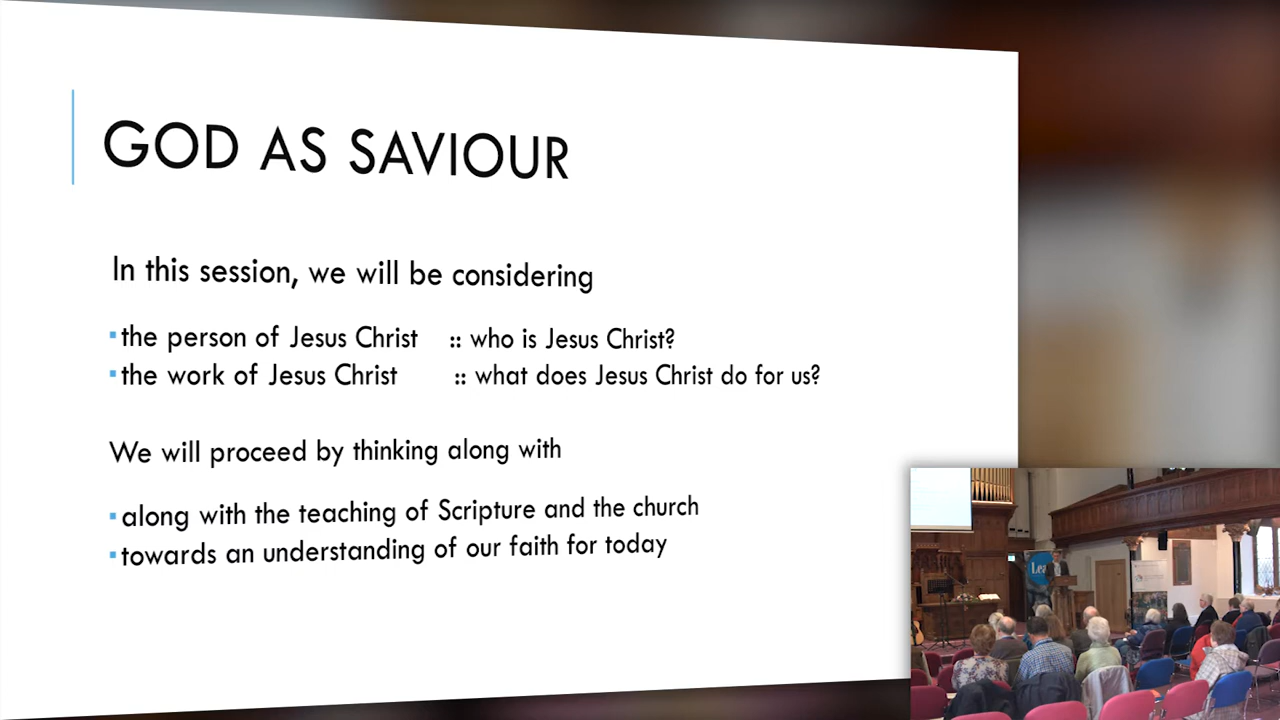 GOD AS SAVIOUR
In this session, we will be considering
▪the person of Jesus Christ :: who is Jesus Christ?
▪the work of Jesus Christ :: what does Jesus Christ do for us?
We will proceed by thinking along with
▪along with the teaching of Scripture and the church
▪towards an understanding of our faith for today
Lea